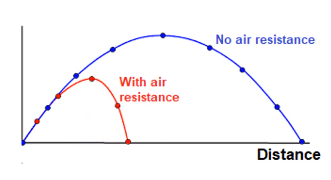 No air resistance
With air
resistance
Distance